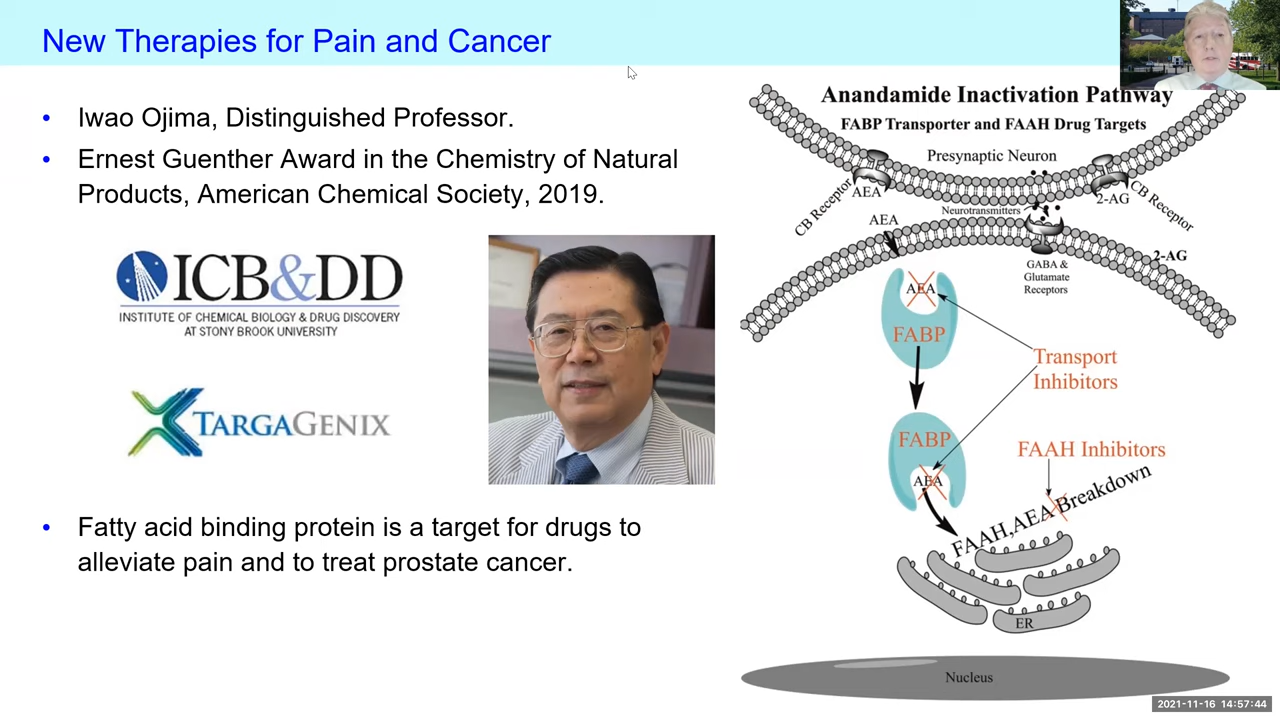 New Therapies for Pain and Cancer
• Iwao Ojima, Distinguished Professor.
• Ernest Guenther Award in the Chemistry of Natural
Products, American Chemical Society, 2019.
ICB&DD
INSTITUTE OF CHEMICAL BIOLOGY & DRUG DISCOVERY
AT STONY BROOK UNIVERSITY
TARGAGENIX
• Fatty acid binding protein is a target for drugs to
alleviate pain and to treat prostate cancer.
Anandamide Inactivation Pathway
FABP Transporter and FAAH Drug Targets
Presynaptic Neuron
CB Receptor
AEA
Neurotransmitters
2-AG
CB Receptor
AEA
GABA &
Glutamate
Receptors
2-AG
AEA
FABP
Transport
Inhibitors
FABP
AEA
FAAH Inhibitors
FAAH,AEA Breakdown
ER
Nucleus
2021-11-16 14:57:44